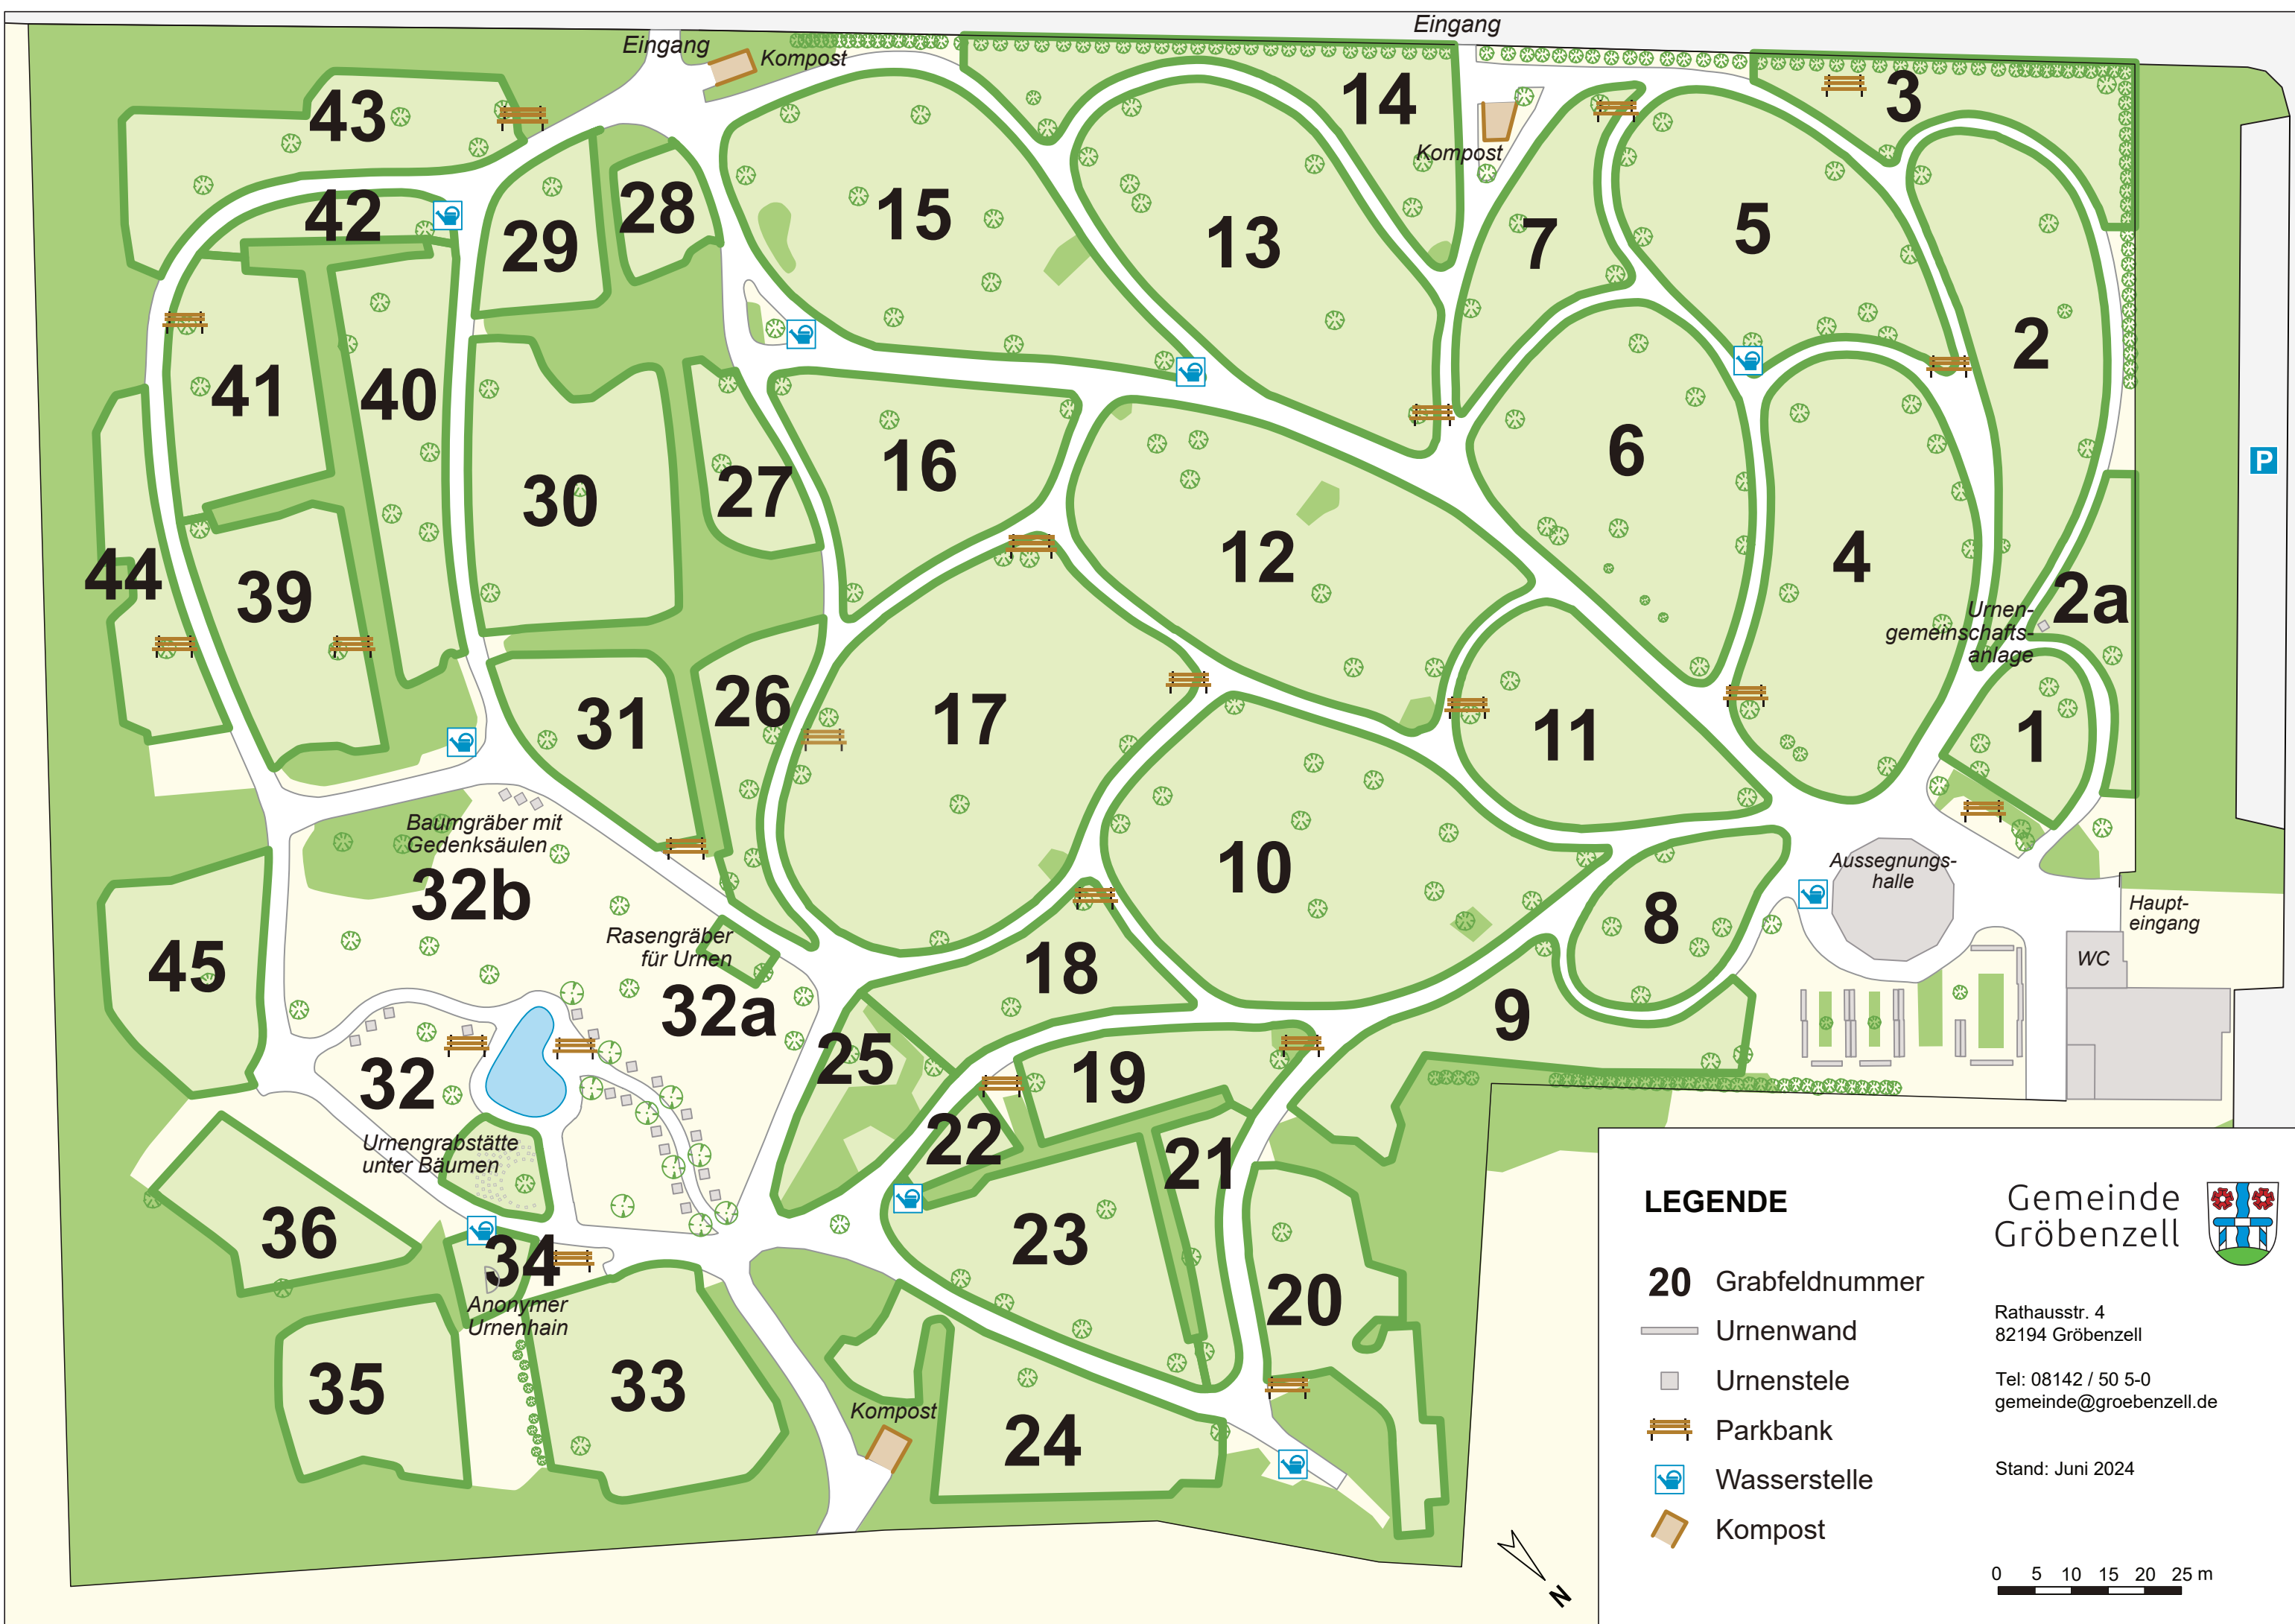 Eingang
Eingang
Kompost
Kompost
43
42
29
28
15
13
14
7
5
3
2
41
40
30
27
16
12
6
4
2a
Urnen-
gemeinschafts-
anlage
P
44
39
31
26
17
11
1
Baumgräber mit
Gedenksäulen
32b
10
8
Aussegnungs-
halle
Haupt-
eingang
WC
45
Rasengräber
für Urnen
32a
18
9
32
25
19
22
21
Urnengrabstätte
unter Bäumen
36
34
Anonymer
Urnenhain
23
20
35
33
Kompost
24
N
LEGENDE
20 Grabfeldnummer
Urnenwand
Urnenstele
Parkbank
Wasserstelle
Kompost
Gemeinde
Gröbenzell
Rathausstr. 4
82194 Gröbenzell
Tel: 08142 / 50 5-0
gemeinde@groebenzell.de
Stand: Juni 2024
0 5 10 15 20 25 m